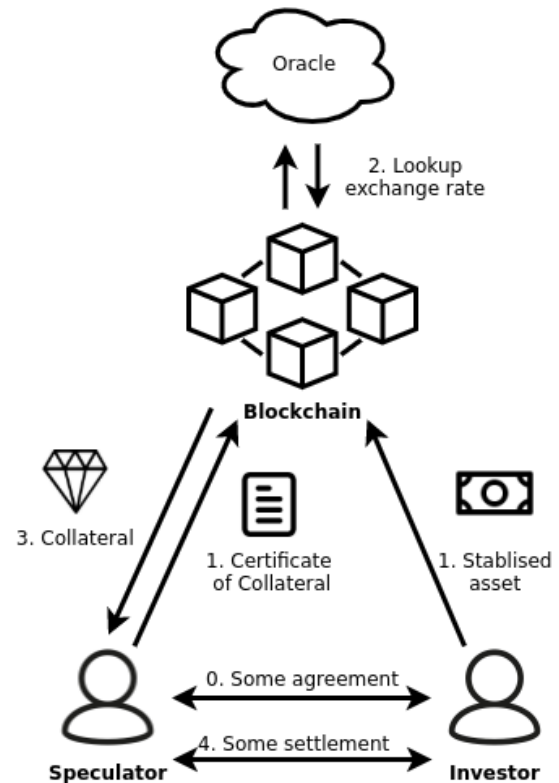 Oracle
2. Lookup
exchange rate
Blockchain
3. Collateral
1. Certificate
of Collateral
1. Stablised
asset
0. Some agreement
4. Some settlement
Speculator
Investor